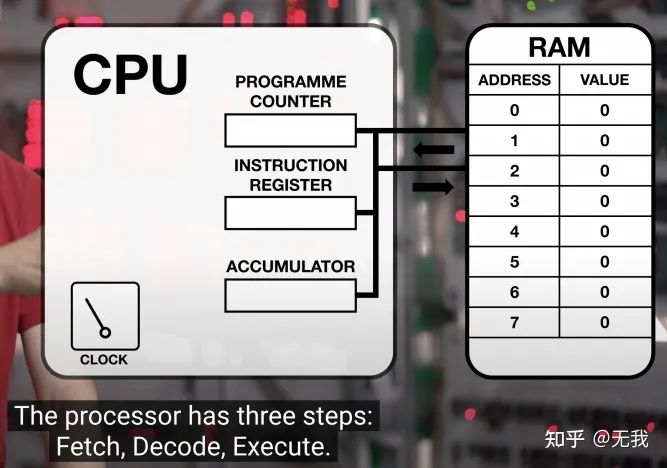 CPU
PROGRAMME
COUNTER
INSTRUCTION
REGISTER
ACCUMULATOR
CLOCK
RAM
ADDRESS VALUE
0 0
1 0
2 0
3 0
4 0
5 0
6 0
7 0
The processor has three steps:
Fetch, Decode, Execute.
知乎 @无我